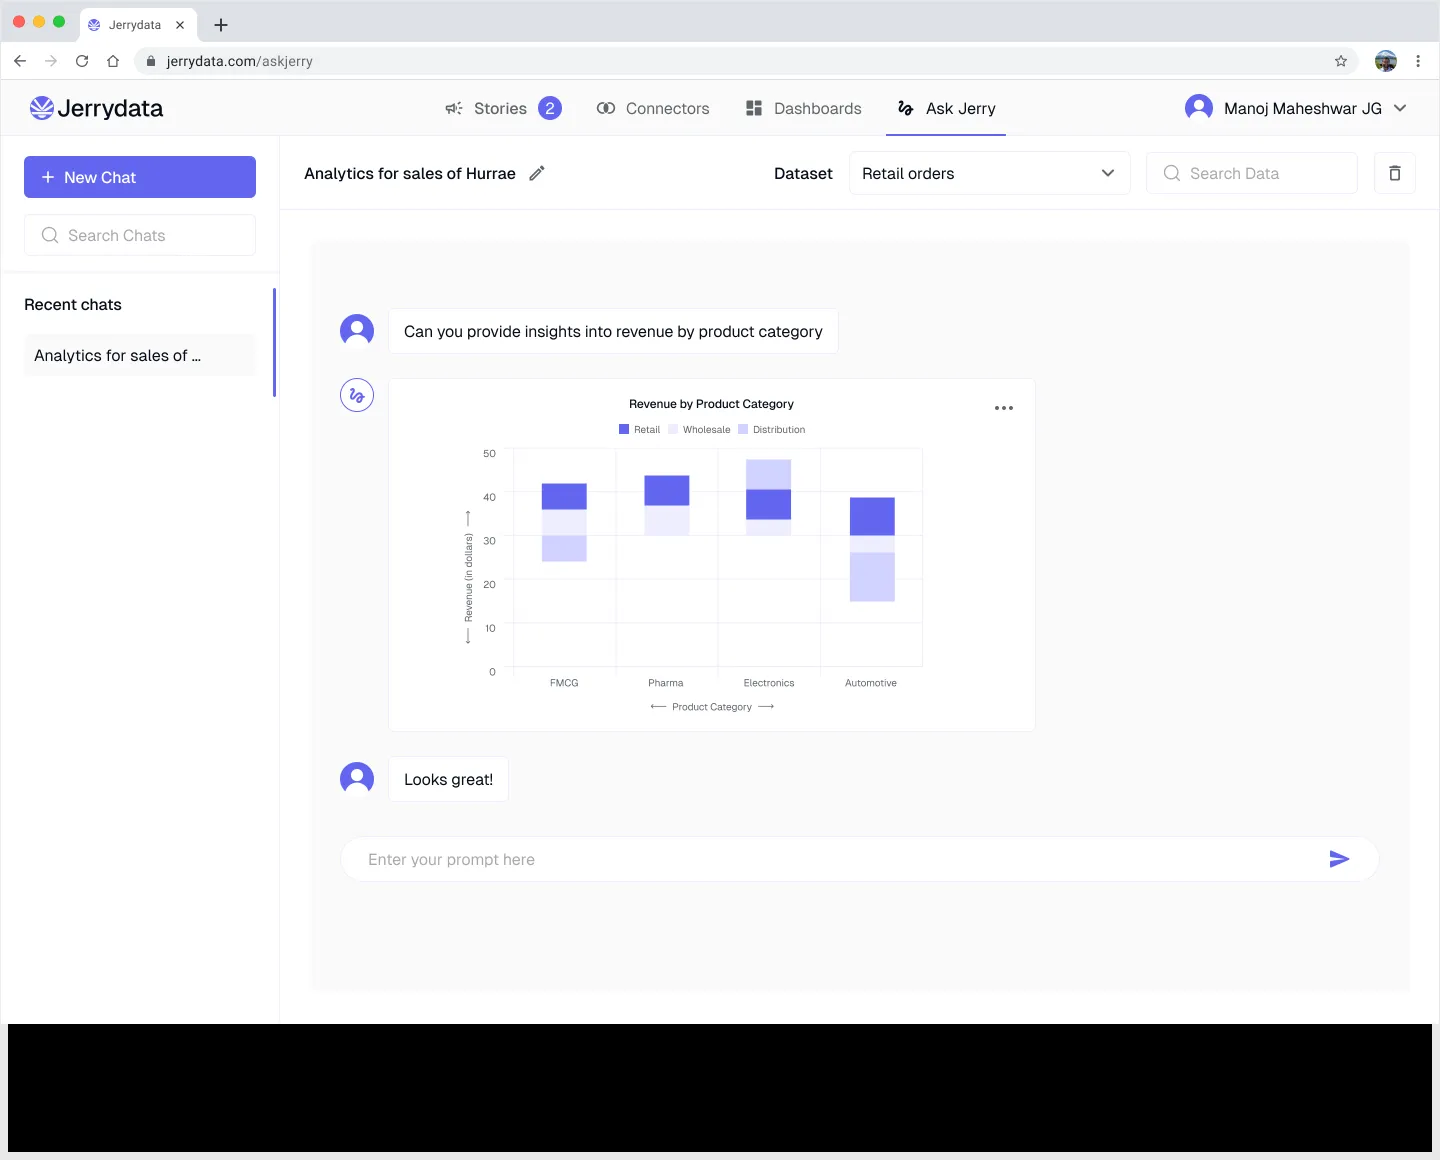 Jerrydata
jerrydata.com/askjerry
Jerrydata
Stories 2
Connectors
Dashboards
Ask Jerry
Manoj Maheshwar JG
New Chat
Search Chats
Recent chats
Analytics for sales of ...
Analytics for sales of Hurrae
Dataset
Retail orders
Search Data
Can you provide insights into revenue by product category
Revenue by Product Category
Retail Wholesale Distribution
50
40
30
20
10
0
Revenue (in dollars)
FMCG Pharma Electronics Automotive
Product Category
Looks great!
Enter your prompt here